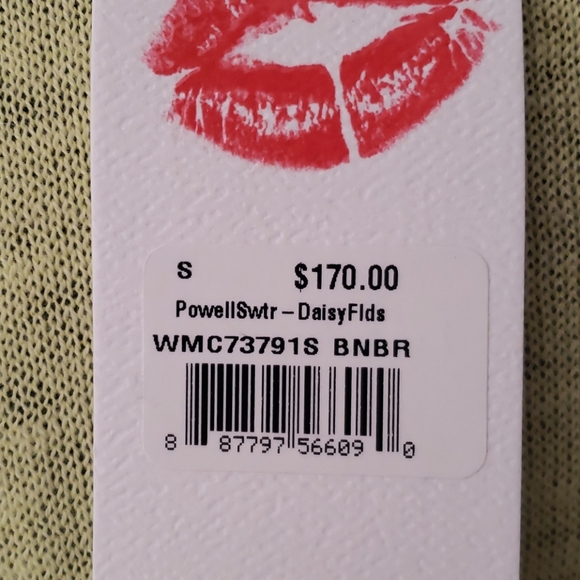 S $170.00
PowellSwtr – DaisyFlds
WMC73791S BNBR
8 87797 56609 0